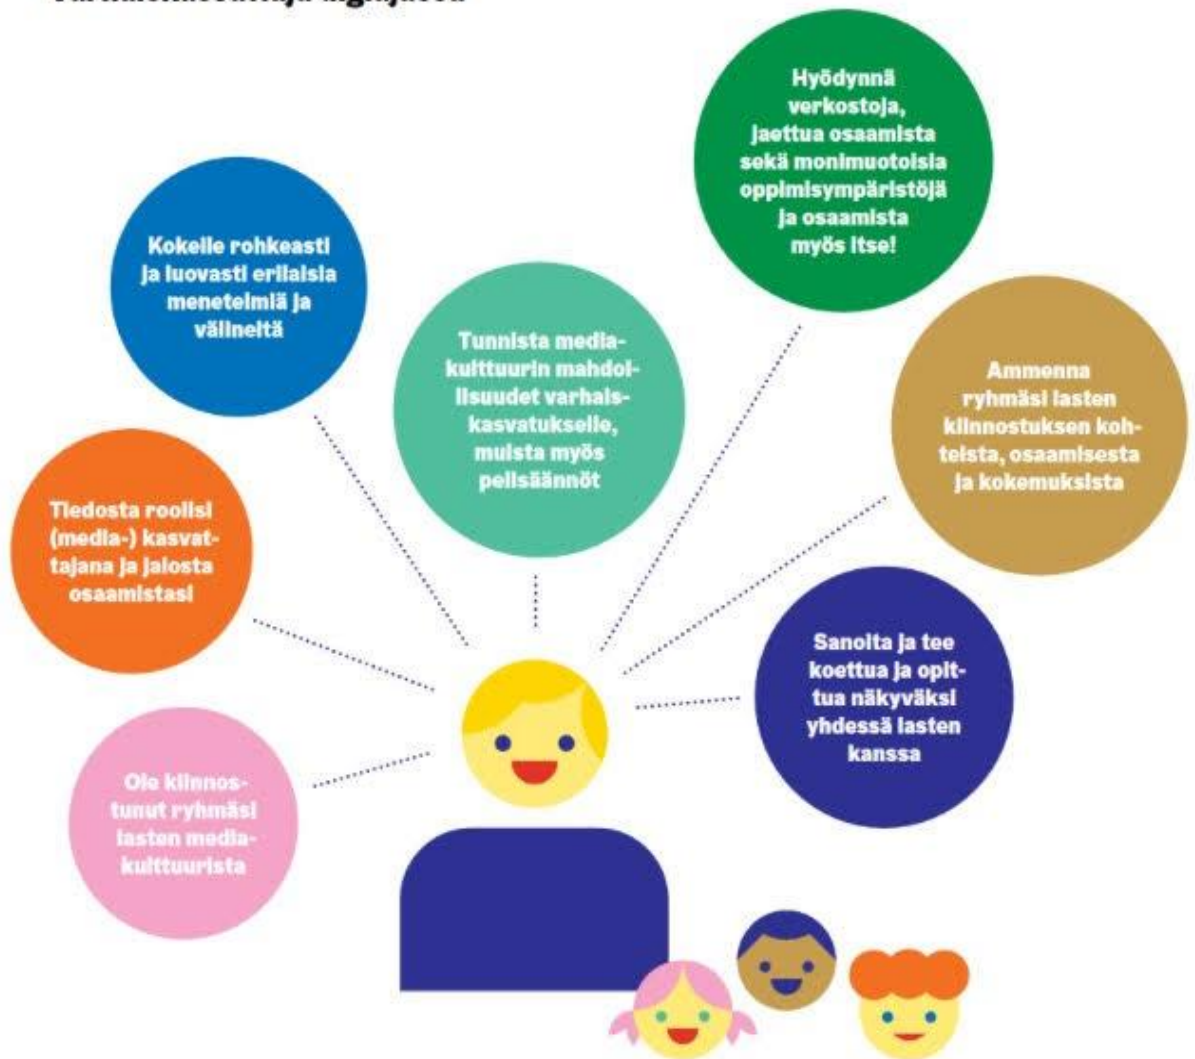 Hyödynnä
verkostoja,
jaettua osaamista
sekä monimuotoisia
oppimisympäristöjä
ja osaamista
myös itse!
Kokeile rohkeasti
ja luovasti erilaisia
menetelmiä ja
välineitä
Tunnista media-
kulttuurin mahdol-
lisuudet varhais-
kasvatukselle,
muista myös
pelisäännöt
Ammenna
ryhmäsi lasten
kiinnostuksen koh-
teista, osaamisesta
ja kokemuksista
Tiedosta roolisi
(media-) kasvat-
tajana ja jalosta
osaamistasi
Sanoita ja tee
koettua ja opit-
tua näkyväksi
yhdessä lasten
kanssa
Ole kiinnos-
tunut ryhmäsi
lasten media-
kulttuurista